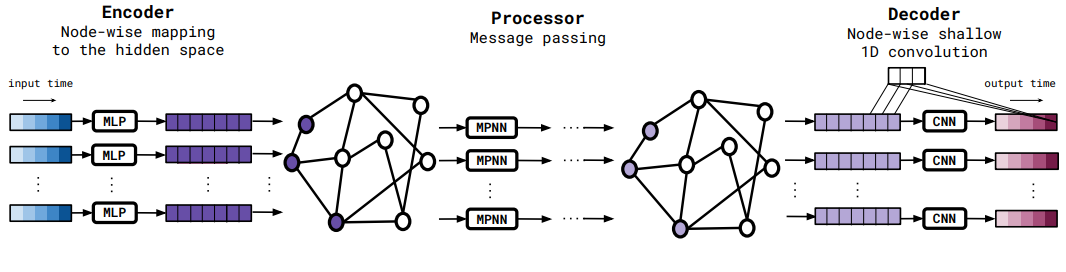 Encoder
Node-wise mapping
to the hidden space
Processor
Message passing
Decoder
Node-wise shallow
1D convolution
input time
output time
MLP
MPNN
CNN
MLP
MPNN
CNN
MLP
MPNN
CNN